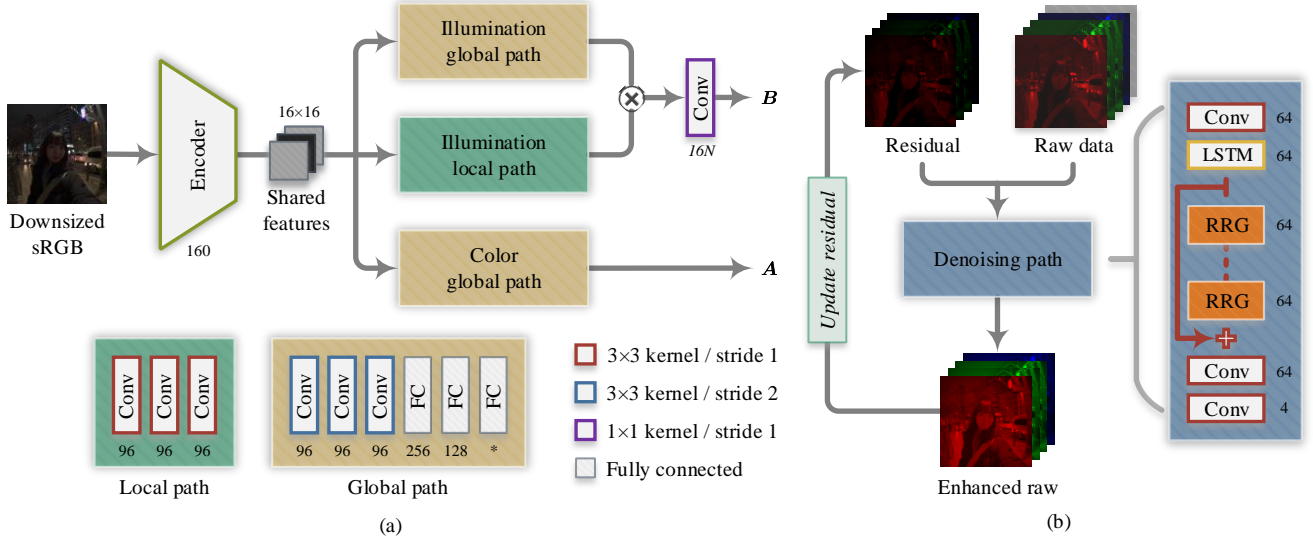 Downsized
sRGB
Encoder
160
16×16
Shared
features
Illumination
global path
Illumination
local path
Color
global path
Conv
16N
B
A
Conv
Conv
Conv
96
96
96
Local path
Conv
Conv
Conv
FC
FC
FC
96
96
96
256
128
*
Global path
3×3 kernel / stride 1
3×3 kernel / stride 2
1×1 kernel / stride 1
Fully connected
(a)
Update residual
Residual
Raw data
Denoising path
Enhanced raw
Conv 64
LSTM 64
RRG 64
RRG 64
Conv 64
Conv 4
(b)